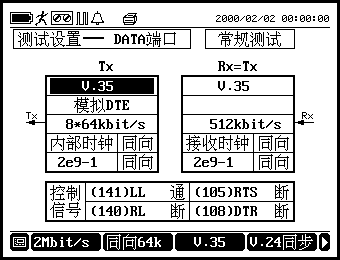 2000/02/02 00:00:00
测试设置一 DATA端口 常规测试
Tx Rx=Tx
V.35 V.35
模拟DTE
Tx 8*64kbit/s 512kbit/s Rx
内部时钟 同向 接收时钟 同向
2e9-1 同向 2e9-1 同向
控制 (141)LL 通 (105)RTS 断
信号 (140)RL 断 (108)DTR 断
2Mbit/s 同向64k V.35 V.24同步